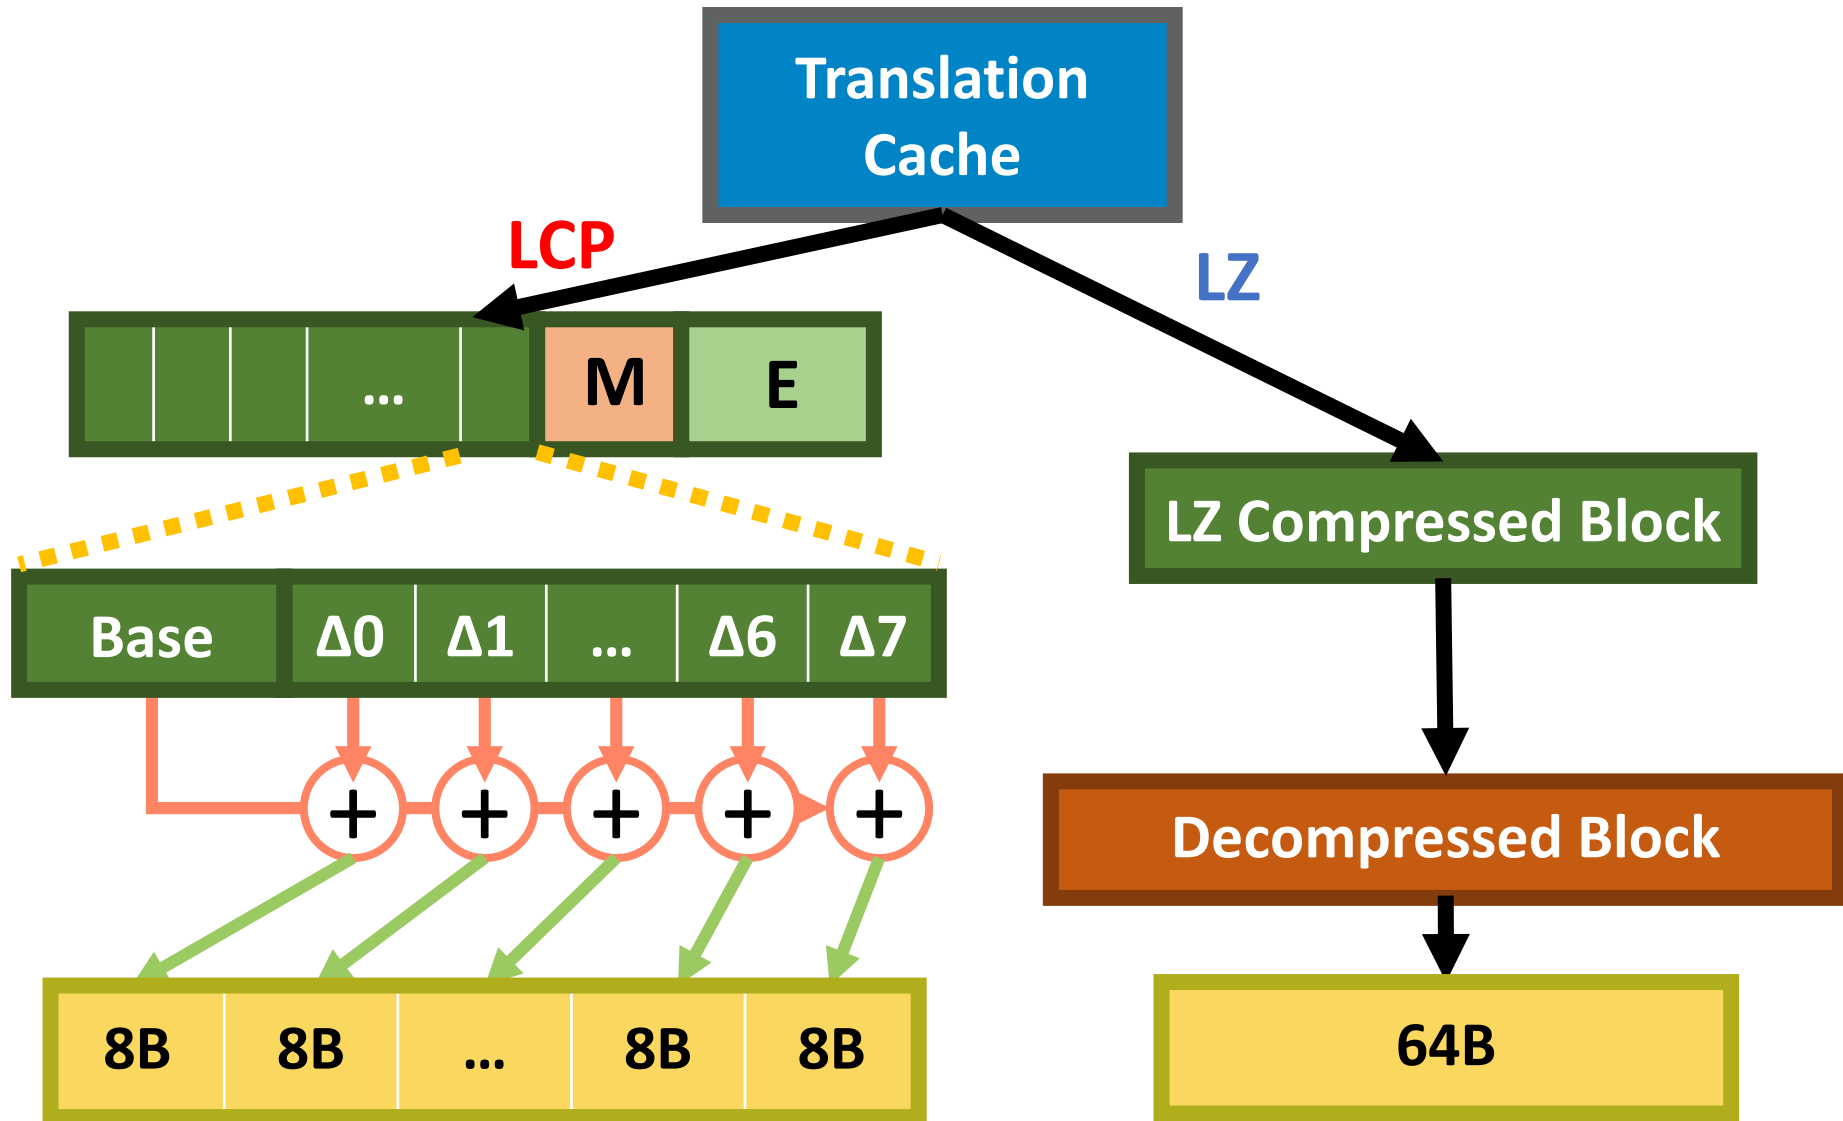 Translation
Cache
LCP
LZ
... M E
LZ Compressed Block
Base Δ0 Δ1 ... Δ6 Δ7
+ + + + +
Decompressed Block
8B 8B ... 8B 8B
64B